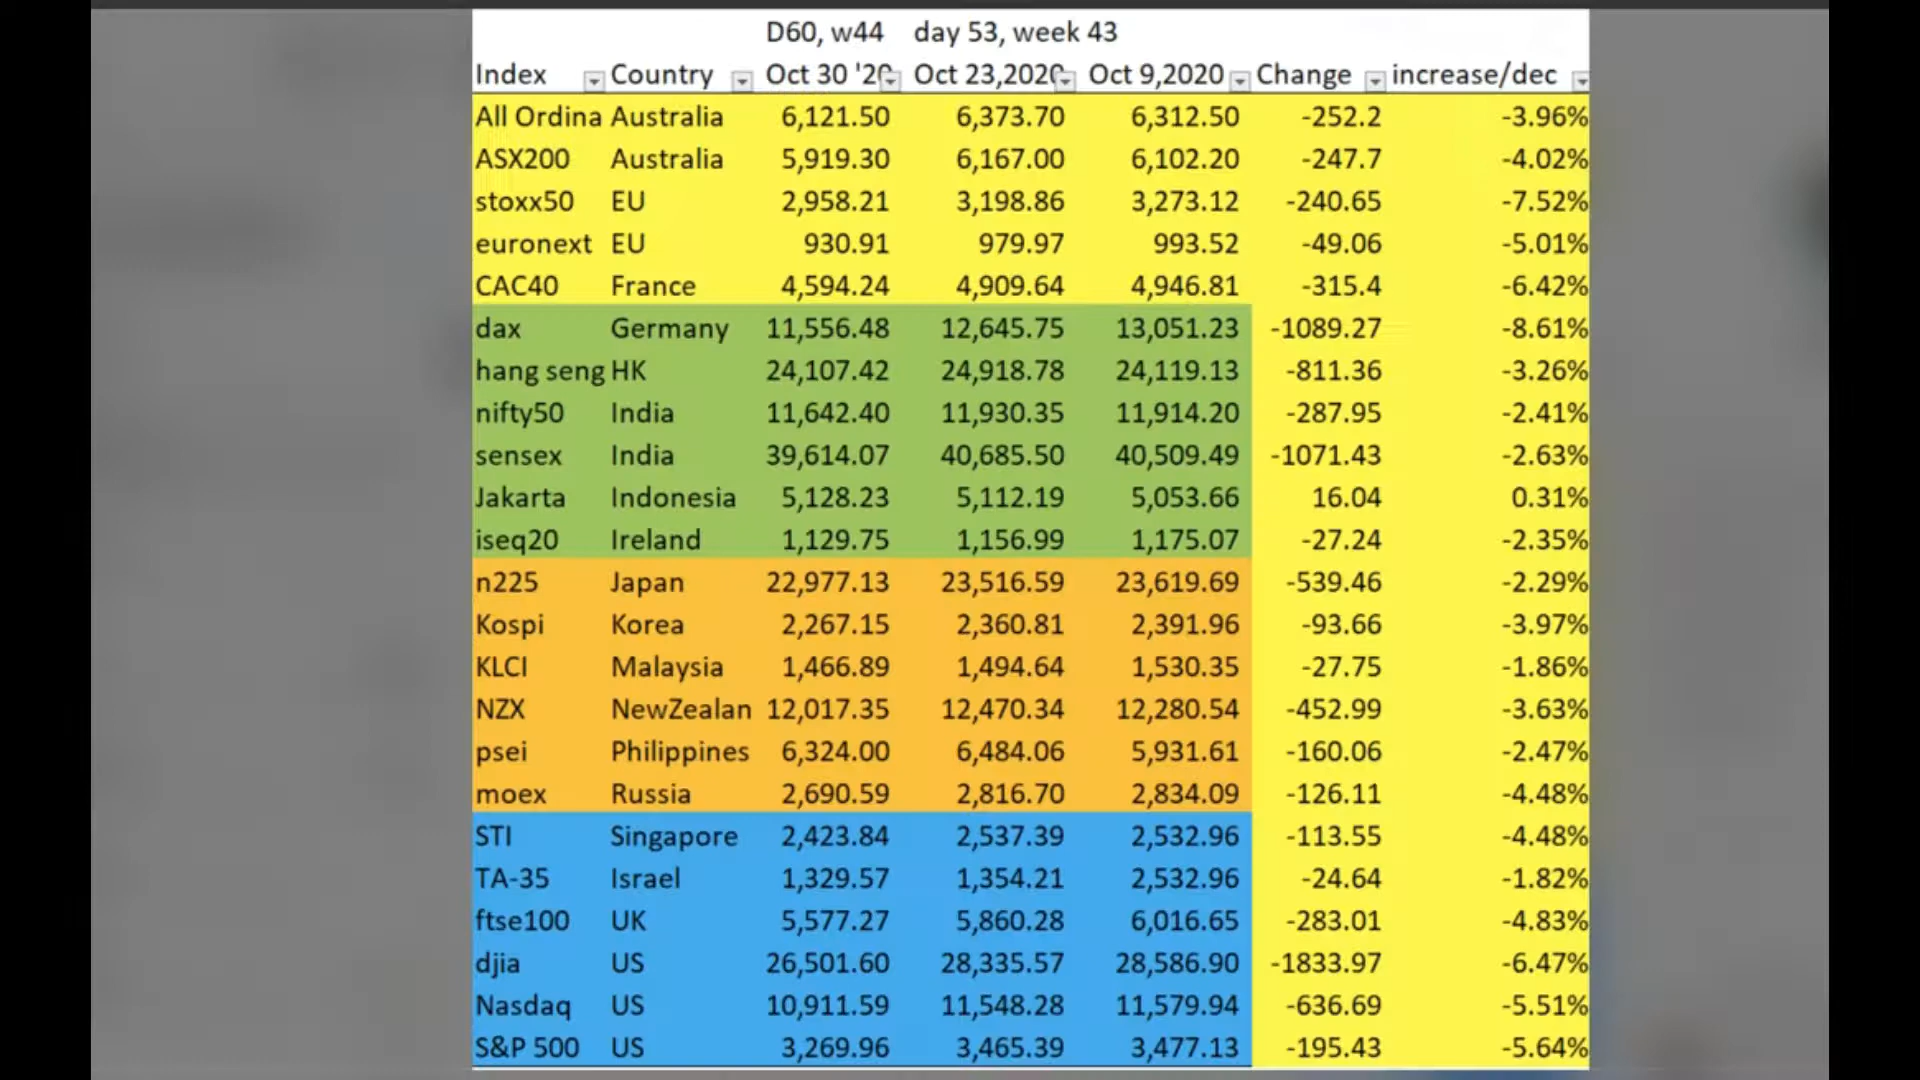 D60, w44 day 53, week 43
Index Country Oct 30 '20 Oct 23,2020 Oct 9,2020 Change increase/dec
All Ordina Australia 6,121.50 6,373.70 6,312.50 -252.2 -3.96%
ASX200 Australia 5,919.30 6,167.00 6,102.20 -247.7 -4.02%
stoxx50 EU 2,958.21 3,198.86 3,273.12 -240.65 -7.52%
euronext EU 930.91 979.97 993.52 -49.06 -5.01%
CAC40 France 4,594.24 4,909.64 4,946.81 -315.4 -6.42%
dax Germany 11,556.48 12,645.75 13,051.23 -1089.27 -8.61%
hang seng HK 24,107.42 24,918.78 24,119.13 -811.36 -3.26%
nifty50 India 11,642.40 11,930.35 11,914.20 -287.95 -2.41%
sensex India 39,614.07 40,685.50 40,509.49 -1071.43 -2.63%
Jakarta Indonesia 5,128.23 5,112.19 5,053.66 16.04 0.31%
iseq20 Ireland 1,129.75 1,156.99 1,175.07 -27.24 -2.35%
n225 Japan 22,977.13 23,516.59 23,619.69 -539.46 -2.29%
Kospi Korea 2,267.15 2,360.81 2,391.96 -93.66 -3.97%
KLCI Malaysia 1,466.89 1,494.64 1,530.35 -27.75 -1.86%
NZX NewZealan 12,017.35 12,470.34 12,280.54 -452.99 -3.63%
psei Philippines 6,324.00 6,484.06 5,931.61 -160.06 -2.47%
moex Russia 2,690.59 2,816.70 2,834.09 -126.11 -4.48%
STI Singapore 2,423.84 2,537.39 2,532.96 -113.55 -4.48%
TA-35 Israel 1,329.57 1,354.21 2,532.96 -24.64 -1.82%
ftse100 UK 5,577.27 5,860.28 6,016.65 -283.01 -4.83%
djia US 26,501.60 28,335.57 28,586.90 -1833.97 -6.47%
Nasdaq US 10,911.59 11,548.28 11,579.94 -636.69 -5.51%
S&P 500 US 3,269.96 3,465.39 3,477.13 -195.43 -5.64%